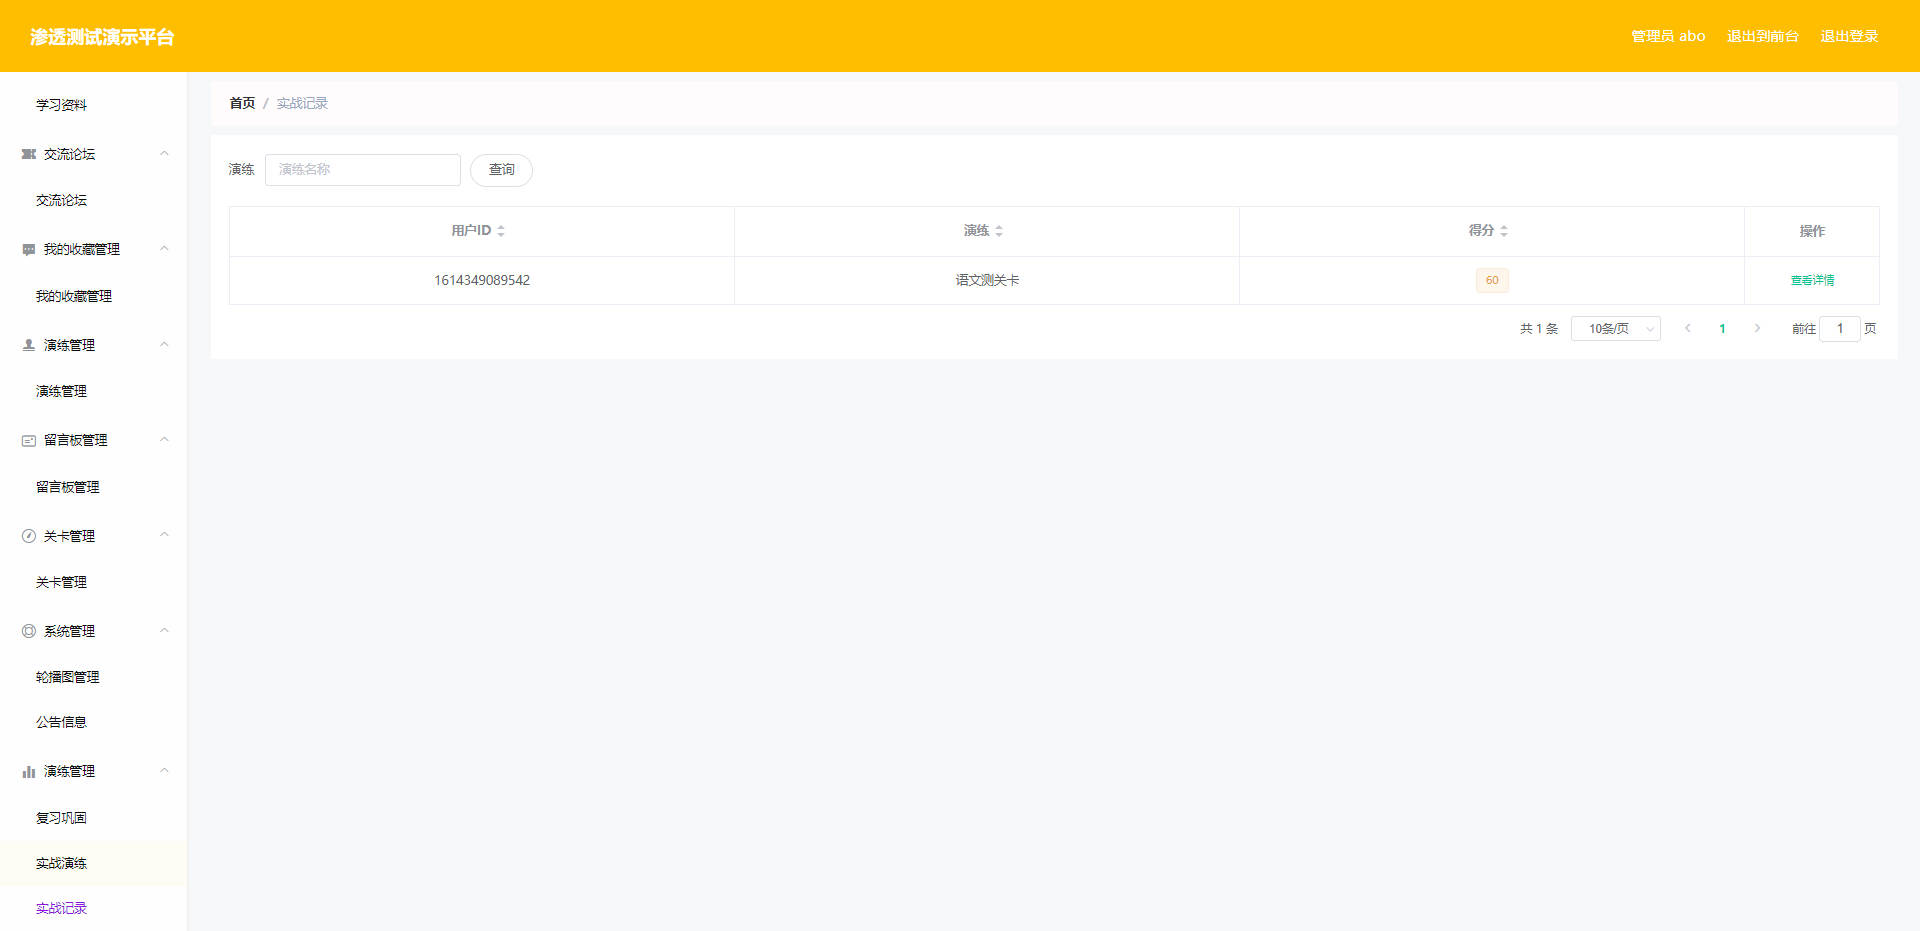 渗透测试演示平台
管理员 abo 退出到前台 退出登录
学习资料
交流论坛
交流论坛
我的收藏管理
我的收藏管理
演练管理
演练管理
留言板管理
留言板管理
关卡管理
关卡管理
系统管理
轮播图管理
公告信息
演练管理
复习巩固
实战演练
实战记录
首页 / 实战记录
演练 演练名称 查询
用户ID 演练 得分 操作
1614349089542 语文测关卡 60 查看详情
共 1 条 10条/页 1 前往 1 页